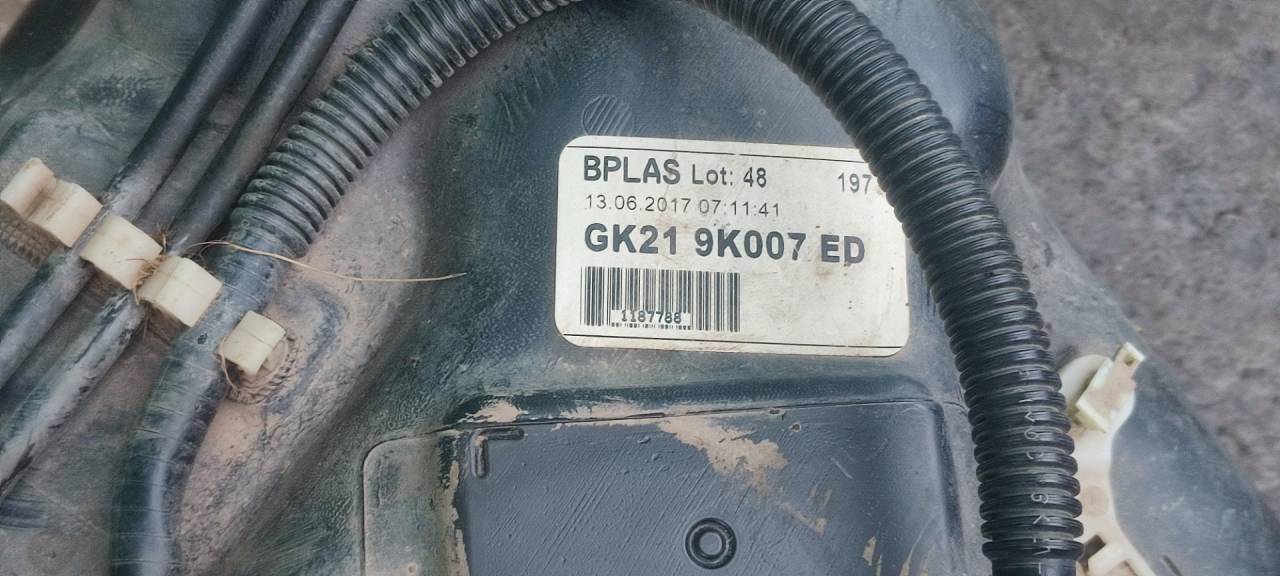 BPLAS Lot: 48 197
13.06.2017 07:11:41
GK21 9K007 ED
1187788